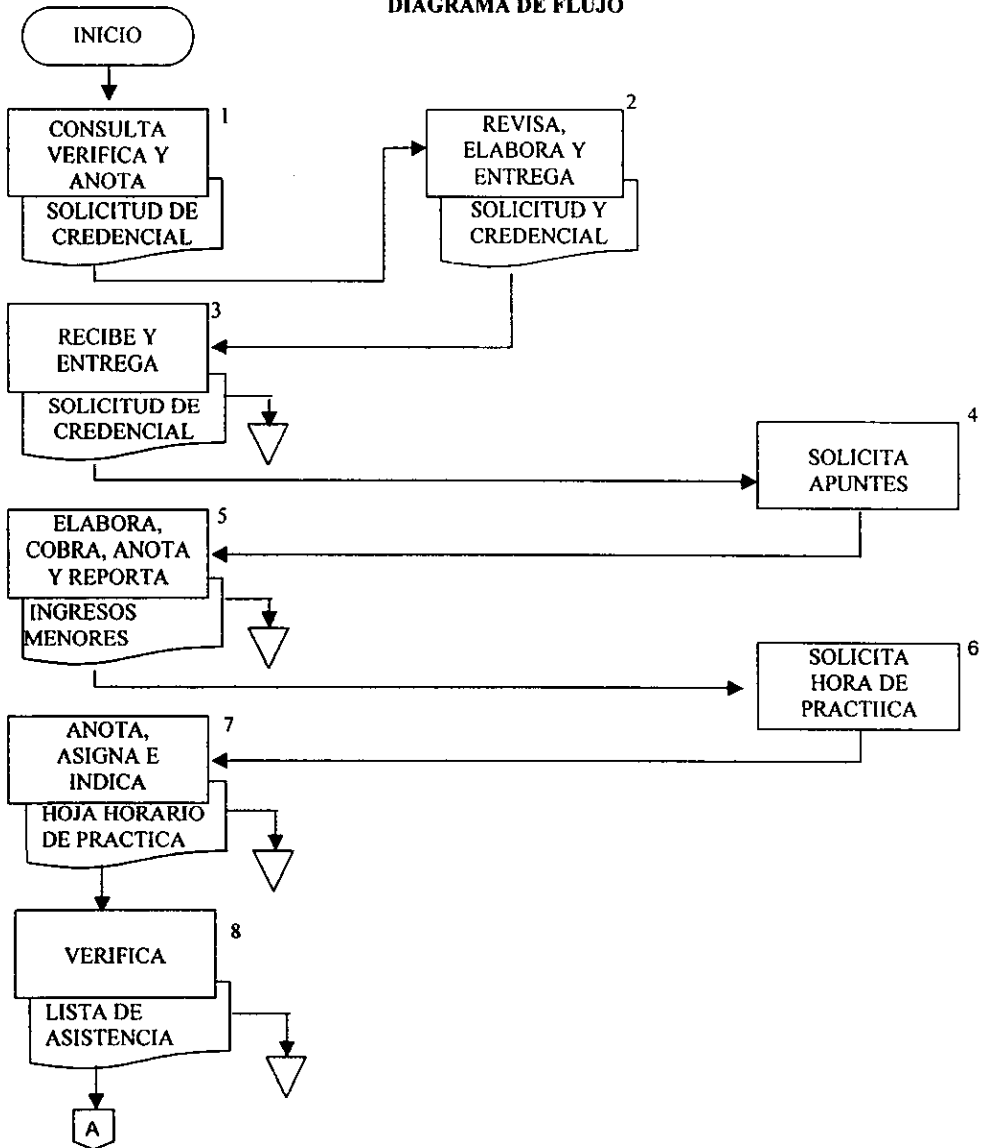 DIAGRAMA DE FLUJO
INICIO
1
CONSULTA
VERIFICA Y
ANOTA
SOLICITUD DE
CREDENCIAL
2
REVISA,
ELABORA Y
ENTREGA
SOLICITUD Y
CREDENCIAL
3
RECIBE Y
ENTREGA
SOLICITUD DE
CREDENCIAL
4
SOLICITA
APUNTES
5
ELABORA,
COBRA, ANOTA
Y REPORTA
INGRESOS
MENORES
6
SOLICITA
HORA DE
PRACTIICA
7
ANOTA,
ASIGNA E
INDICA
HOJA HORARIO
DE PRACTICA
8
VERIFICA
LISTA DE
ASISTENCIA
A